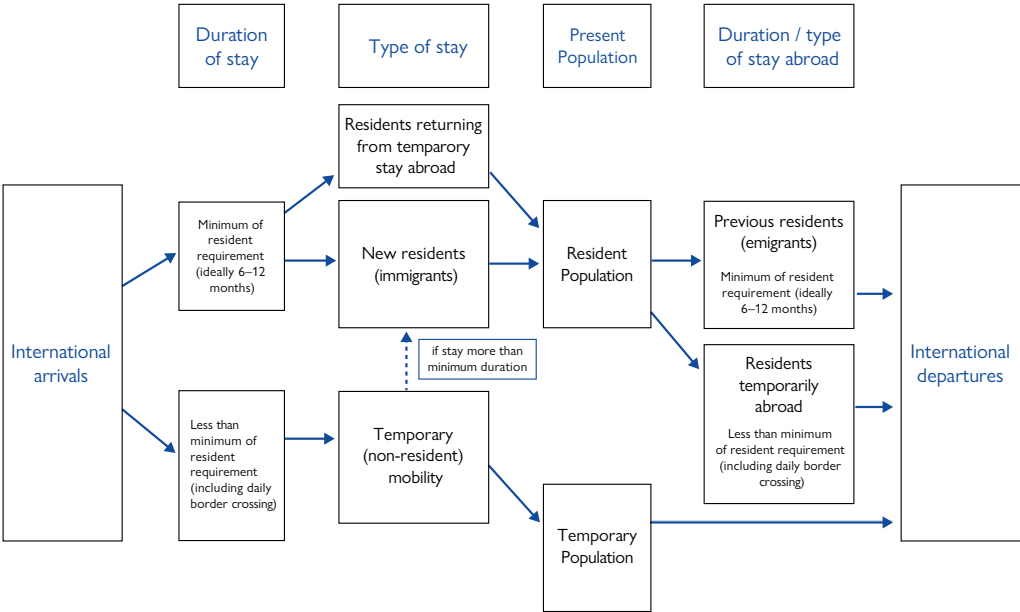 Duration
of stay
Type of stay
Present
Population
Duration / type
of stay abroad
Residents returning
from temparory
stay abroad
Minimum of
resident
requirement
(ideally 6–12
months)
New residents
(immigrants)
Resident
Population
Previous residents
(emigrants)
Minimum of resident
requirement (ideally
6–12 months)
International
arrivals
if stay more than
minimum duration
International
departures
Residents
temporarily
abroad
Less than minimum
of resident requirement
(including daily border
crossing)
Less than
minimum of
resident
requirement
(including daily
border crossing)
Temporary
(non-resident)
mobility
Temporary
Population